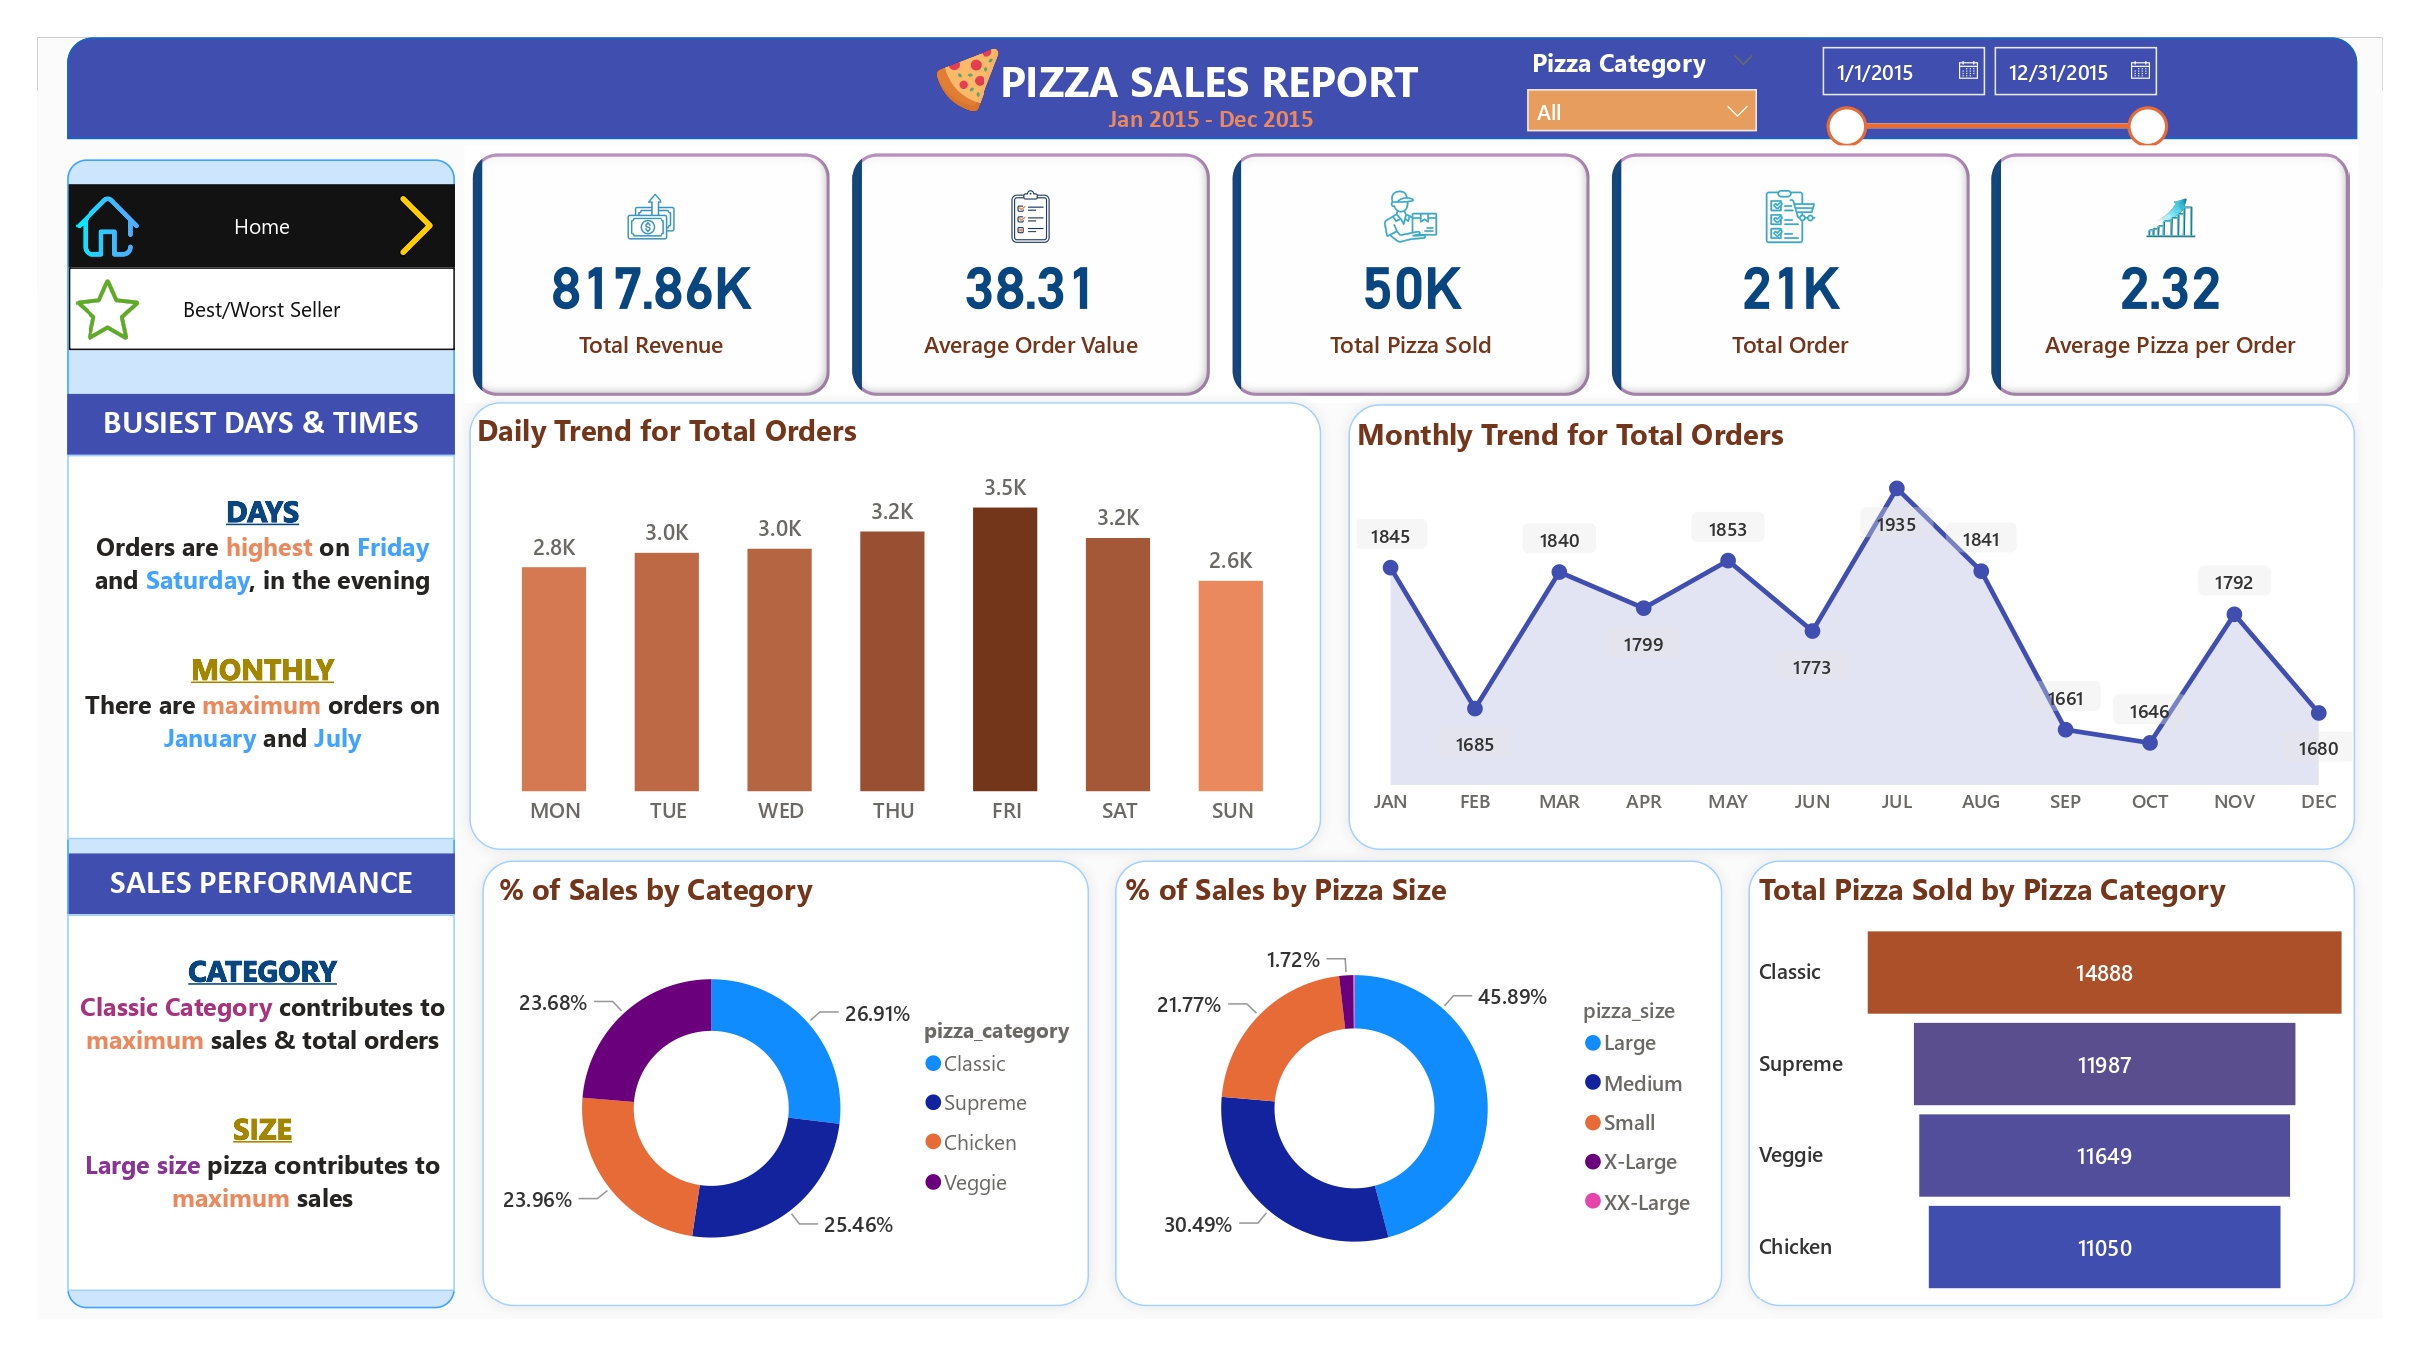 PIZZA SALES REPORT
Jan 2015 - Dec 2015
Pizza Category
All
1/1/2015
12/31/2015
Home
Best/Worst Seller
BUSIEST DAYS & TIMES
DAYS
Orders are highest on Friday
and Saturday, in the evening
MONTHLY
There are maximum orders on
January and July
SALES PERFORMANCE
CATEGORY
Classic Category contributes to
maximum sales & total orders
SIZE
Large size pizza contributes to
maximum sales
817.86K
Total Revenue
38.31
Average Order Value
50K
Total Pizza Sold
21K
Total Order
2.32
Average Pizza per Order
Daily Trend for Total Orders
2.8K
3.0K
3.0K
3.2K
3.5K
3.2K
2.6K
MON TUE WED THU FRI SAT SUN
Monthly Trend for Total Orders
1845
1685
1840
1799
1853
1773
1935
1841
1661
1646
1792
1680
JAN FEB MAR APR MAY JUN JUL AUG SEP OCT NOV DEC
% of Sales by Category
23.68%
26.91%
23.96%
25.46%
pizza_category
Classic
Supreme
Chicken
Veggie
% of Sales by Pizza Size
1.72%
21.77%
45.89%
30.49%
pizza_size
Large
Medium
Small
X-Large
XX-Large
Total Pizza Sold by Pizza Category
Classic 14888
Supreme 11987
Veggie 11649
Chicken 11050